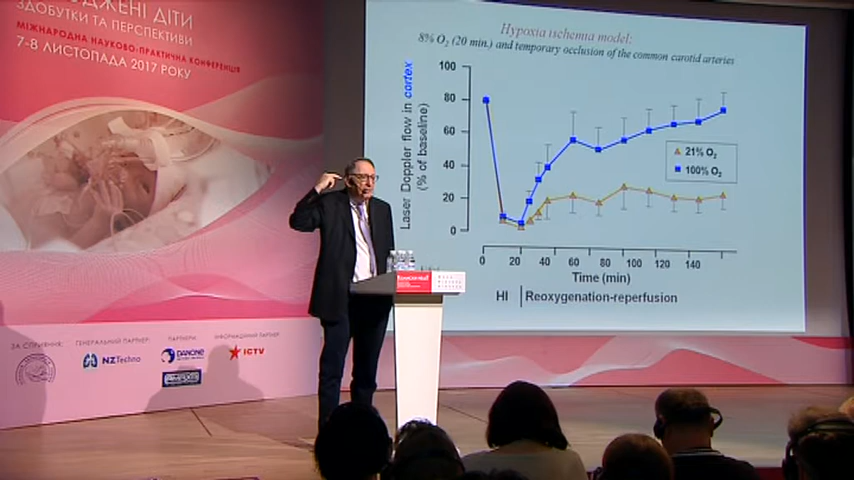 ДЖЕНІ ДІТИ
ЗДОБУТКИ ТА ПЕРСПЕКТИВИ
МІЖНАРОДНА НАУКОВО-ПРАКТИЧНА КОНФЕРЕНЦІЯ
7-8 ЛИСТОПАДА 2017 РОКУ
ЗА СПРИЯННЯ:
ГЕНЕРАЛЬНИЙ ПАРТНЕР:
ПАРТНЕРИ:
ІНФОРМАЦІЙНИЙ ПАРТНЕР:
NZTechno
DANONE
ICTV
Hypoxia ischemia model:
8% O₂ (20 min.) and temporary occlusion of the common carotid arteries
Laser Doppler flow in cortex
(% of baseline)
100
80
60
40
20
0
21% O₂
100% O₂
0 20 40 60 80 100 120 140
Time (min)
HI Reoxygenation-reperfusion